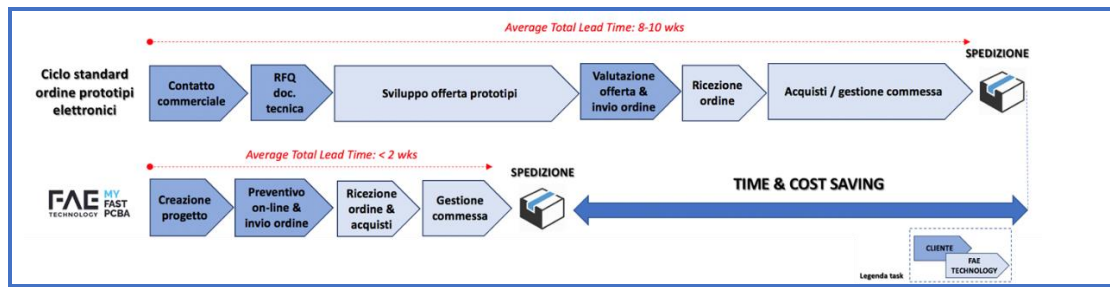 Average Total Lead Time: 8-10 wks
SPEDIZIONE
Ciclo standard
ordine prototipi
elettronici
Contatto
commerciale
RFQ
doc.
tecnica
Sviluppo offerta prototipi
Valutazione
offerta &
invio ordine
Ricezione
ordine
Acquisti / gestione commessa
Average Total Lead Time: < 2 wks
SPEDIZIONE
FAE
TECHNOLOGY
MY
FAST
PCBA
Creazione
progetto
Preventivo
on-line &
invio ordine
Ricezione
ordine &
acquisti
Gestione
commessa
TIME & COST SAVING
Legenda task
CLIENTE
FAE
TECHNOLOGY